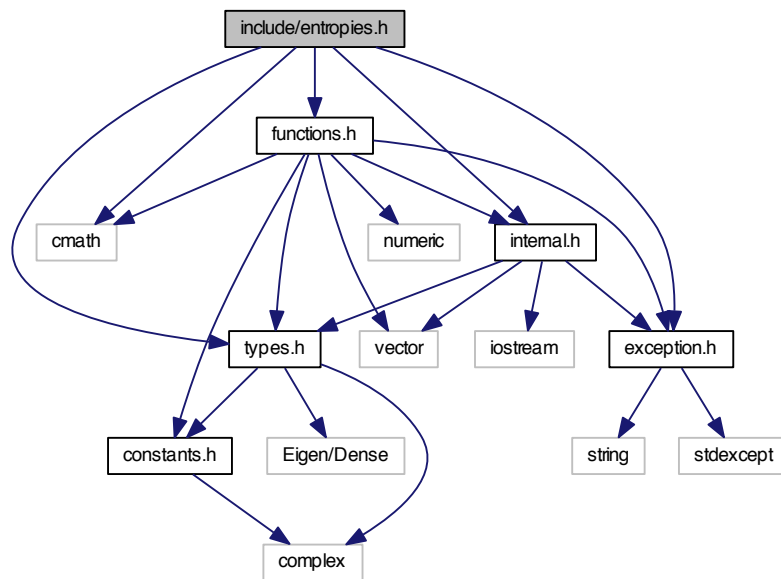 include/entropies.h
functions.h
cmath
numeric
internal.h
types.h
vector
iostream
exception.h
constants.h
Eigen/Dense
string
stdexcept
complex